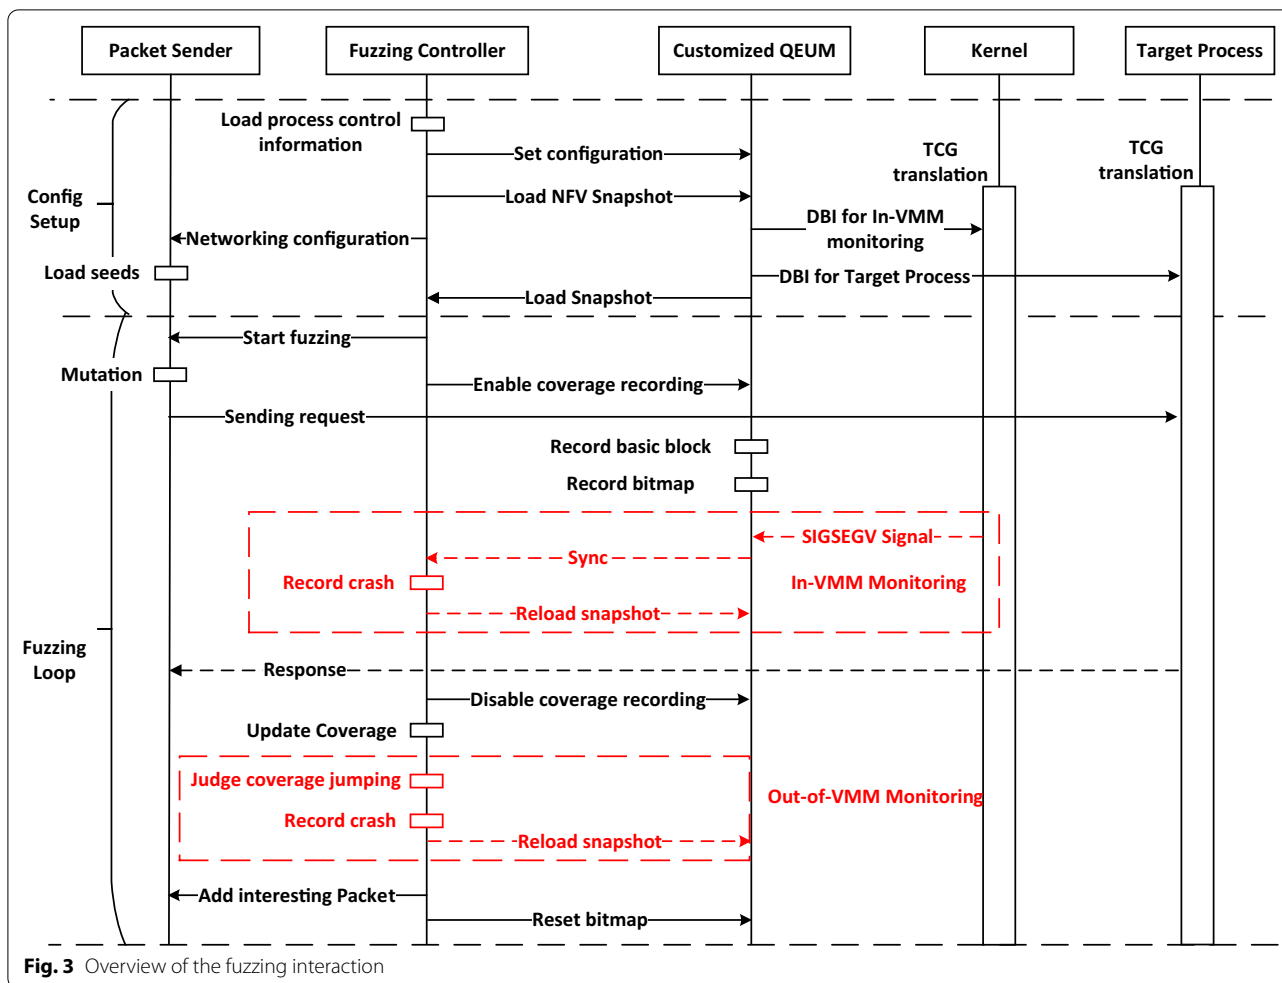 Packet Sender
Fuzzing Controller
Customized QEUM
Kernel
Target Process
Load process control
information
Set configuration
TCG
translation
TCG
translation
Load NFV Snapshot
Config
Setup
DBI for In-VMM
monitoring
Networking configuration
Load seeds
DBI for Target Process
Load Snapshot
Start fuzzing
Mutation
Enable coverage recording
Sending request
Record basic block
Record bitmap
SIGSEGV Signal
Sync
Record crash
In-VMM Monitoring
Reload snapshot
Fuzzing
Loop
Response
Disable coverage recording
Update Coverage
Judge coverage jumping
Out-of-VMM Monitoring
Record crash
Reload snapshot
Add interesting Packet
Reset bitmap
Fig. 3 Overview of the fuzzing interaction